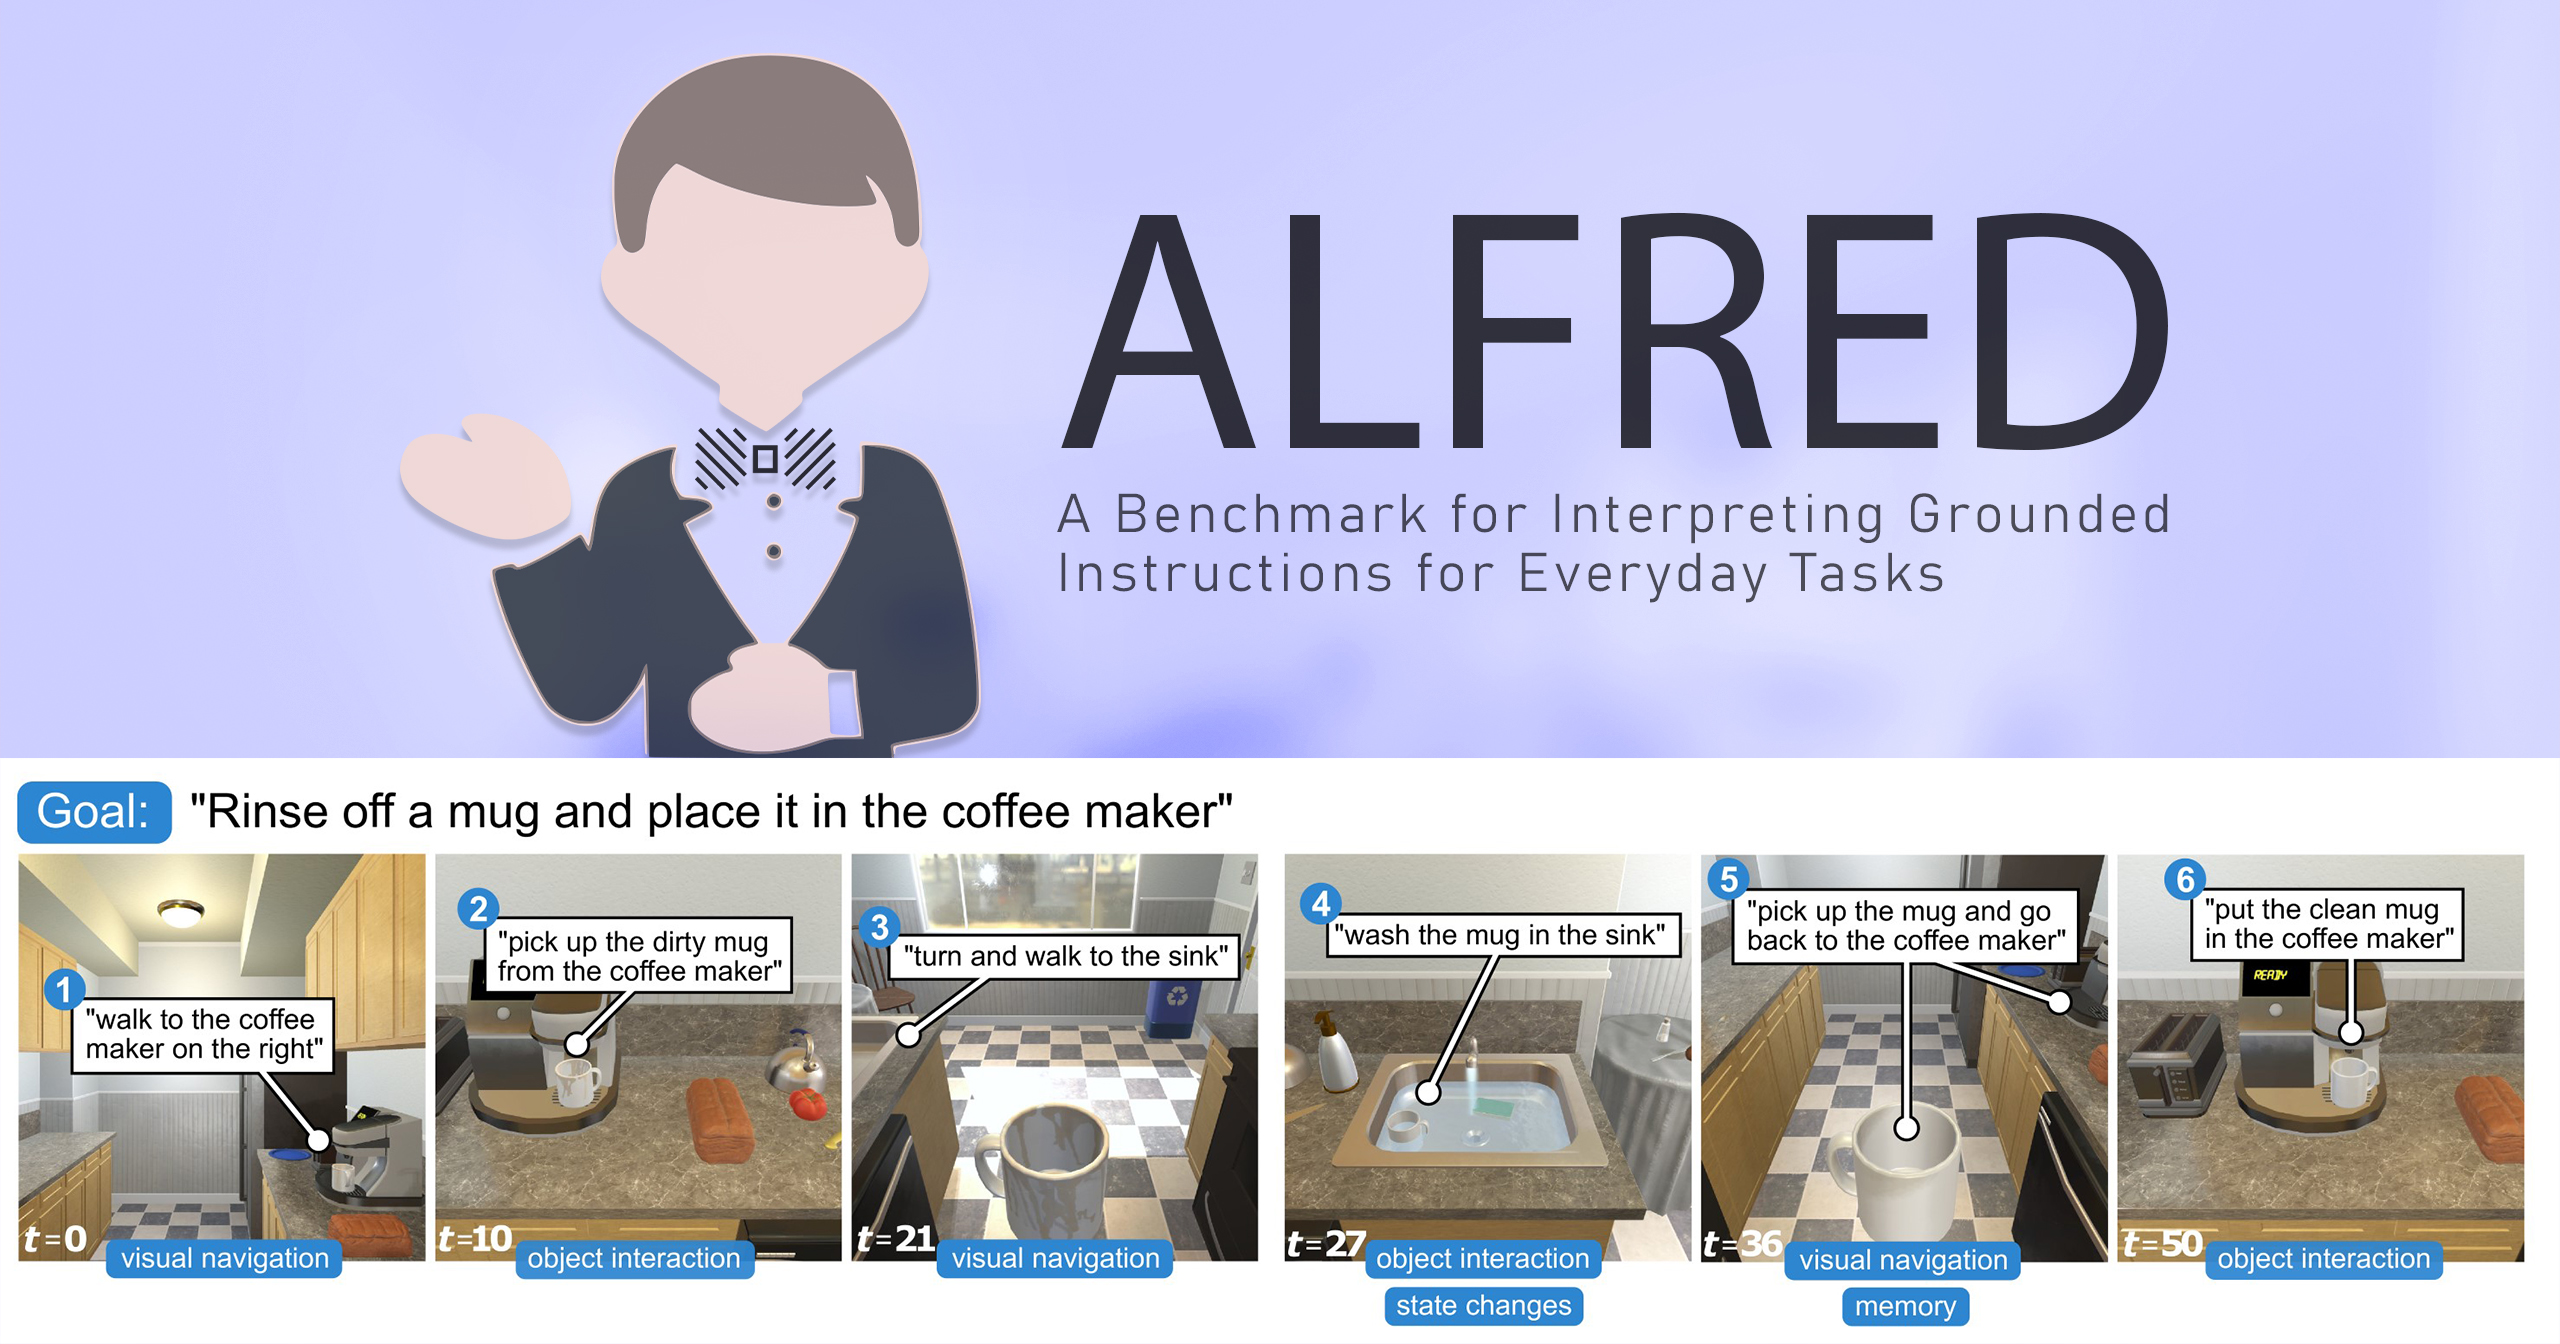 ALFRED
A Benchmark for Interpreting Grounded
Instructions for Everyday Tasks
Goal: "Rinse off a mug and place it in the coffee maker"
1
"walk to the coffee
maker on the right"
t=0
visual navigation
2
"pick up the dirty mug
from the coffee maker"
t=10
object interaction
3
"turn and walk to the sink"
t=21
visual navigation
4
"wash the mug in the sink"
t=27
object interaction
state changes
5
"pick up the mug and go
back to the coffee maker"
t=36
visual navigation
memory
6
"put the clean mug
in the coffee maker"
READY
t=50
object interaction